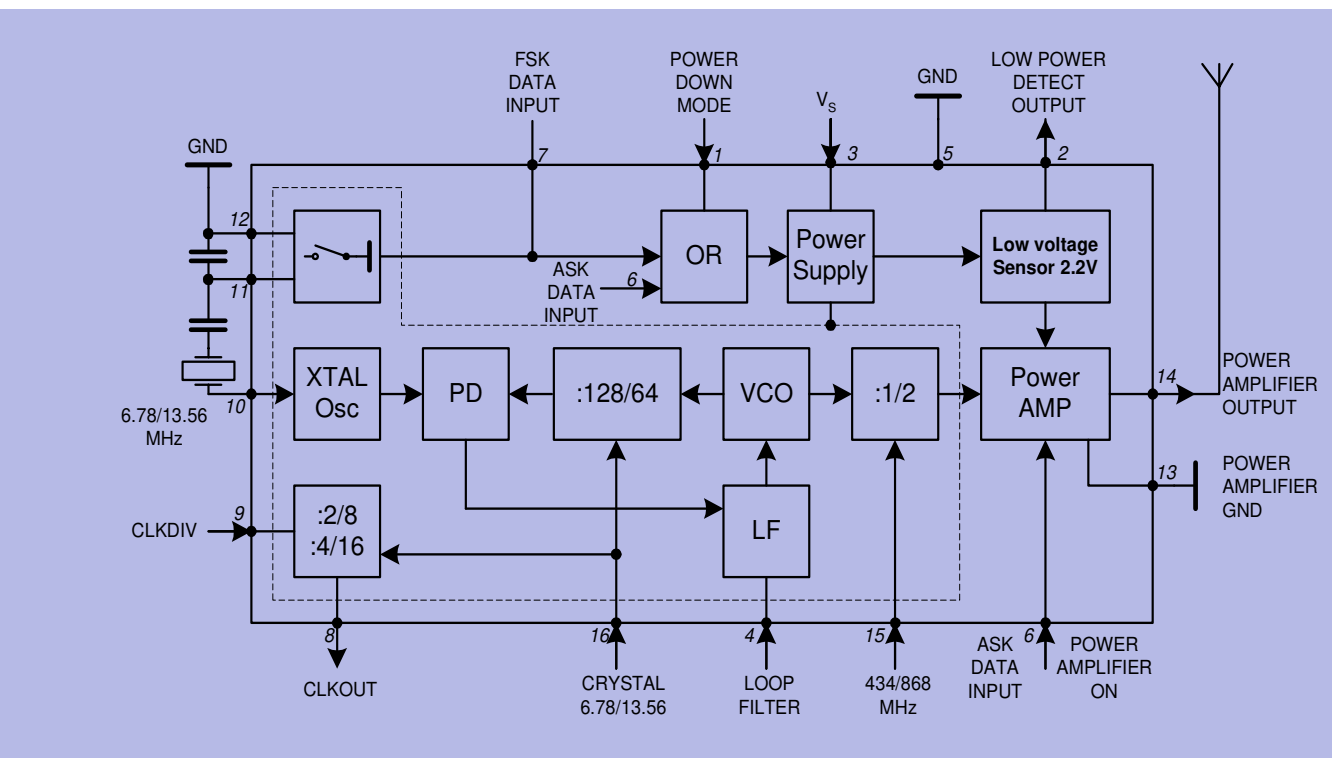 FSK
DATA
INPUT
POWER
DOWN
MODE
VS
GND
LOW POWER
DETECT
OUTPUT
GND
7
1
3
5
2
12
11
OR
Power
Supply
Low voltage
Sensor 2.2V
ASK
DATA
INPUT
6
XTAL
Osc
PD
:128/64
VCO
:1/2
Power
AMP
14
POWER
AMPLIFIER
OUTPUT
10
6.78/13.56
MHz
13
POWER
AMPLIFIER
GND
9
CLKDIV
:2/8
:4/16
LF
8
16
4
15
6
CLKOUT
CRYSTAL
6.78/13.56
LOOP
FILTER
434/868
MHz
ASK
DATA
INPUT
POWER
AMPLIFIER
ON